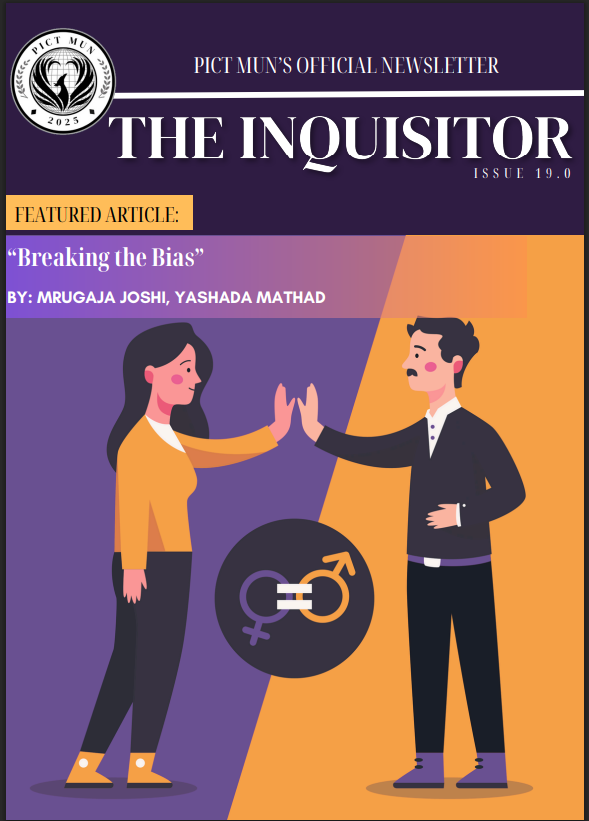 PICT MUN
2025
PICT MUN'S OFFICIAL NEWSLETTER
THE INQUISITOR
ISSUE 19.0
FEATURED ARTICLE:
“Breaking the Bias”
BY: MRUGAJA JOSHI, YASHADA MATHAD